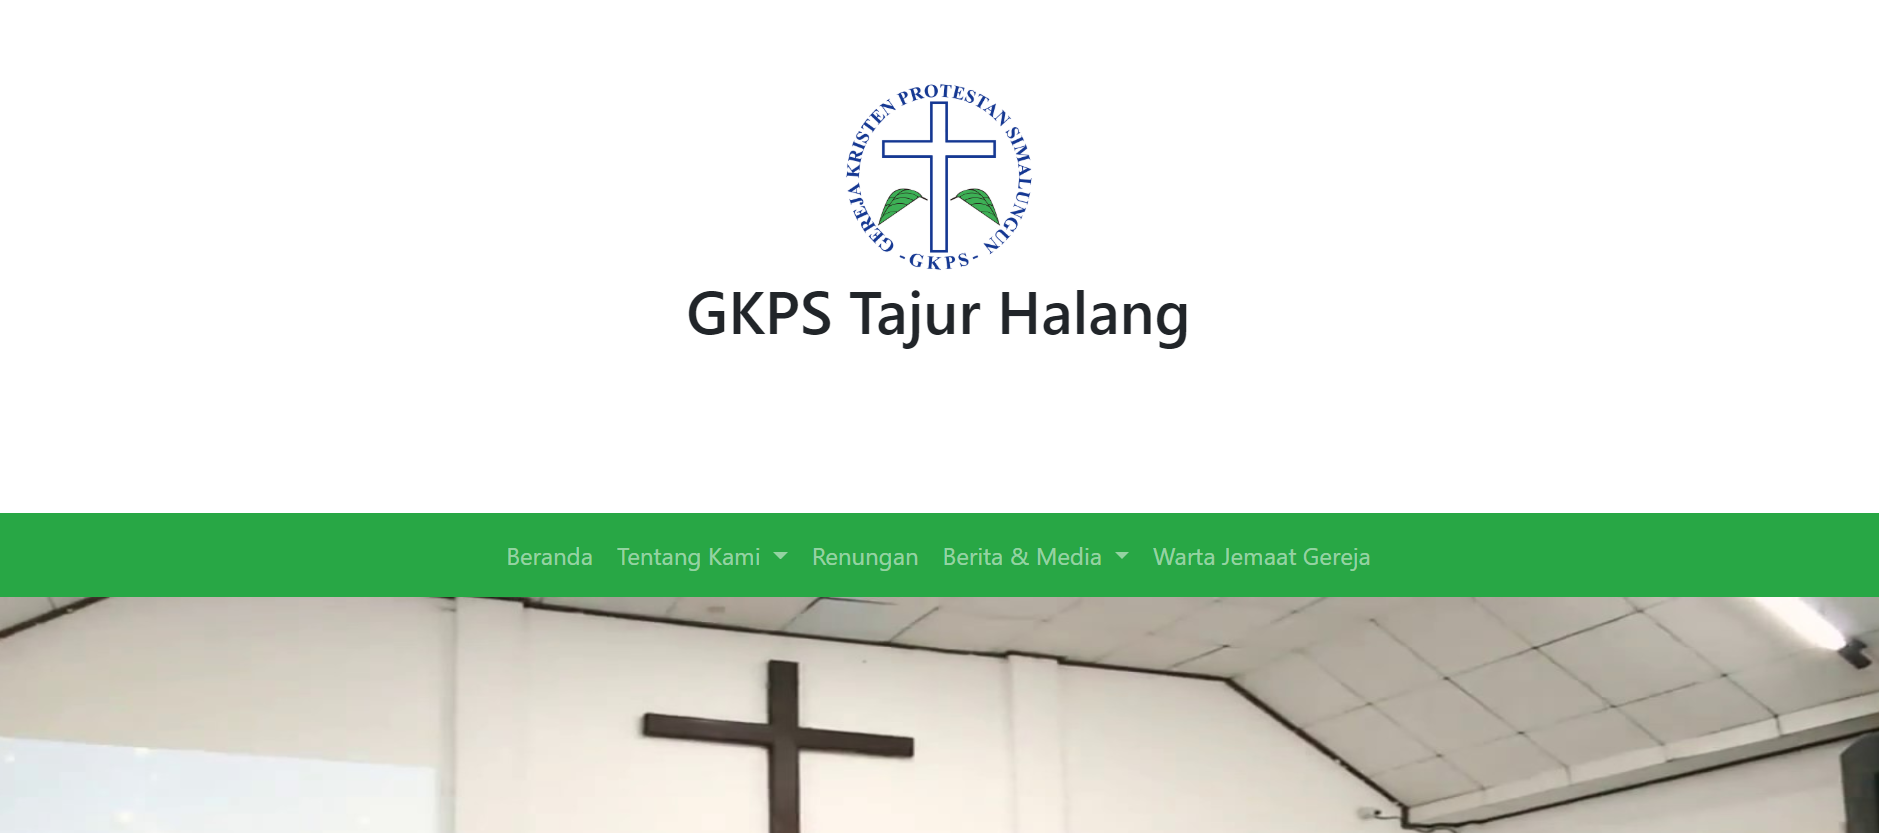 GEREJA KRISTEN PROTESTAN SIMALUNGUN
- GKPS -
GKPS Tajur Halang
Beranda Tentang Kami Renungan Berita & Media Warta Jemaat Gereja